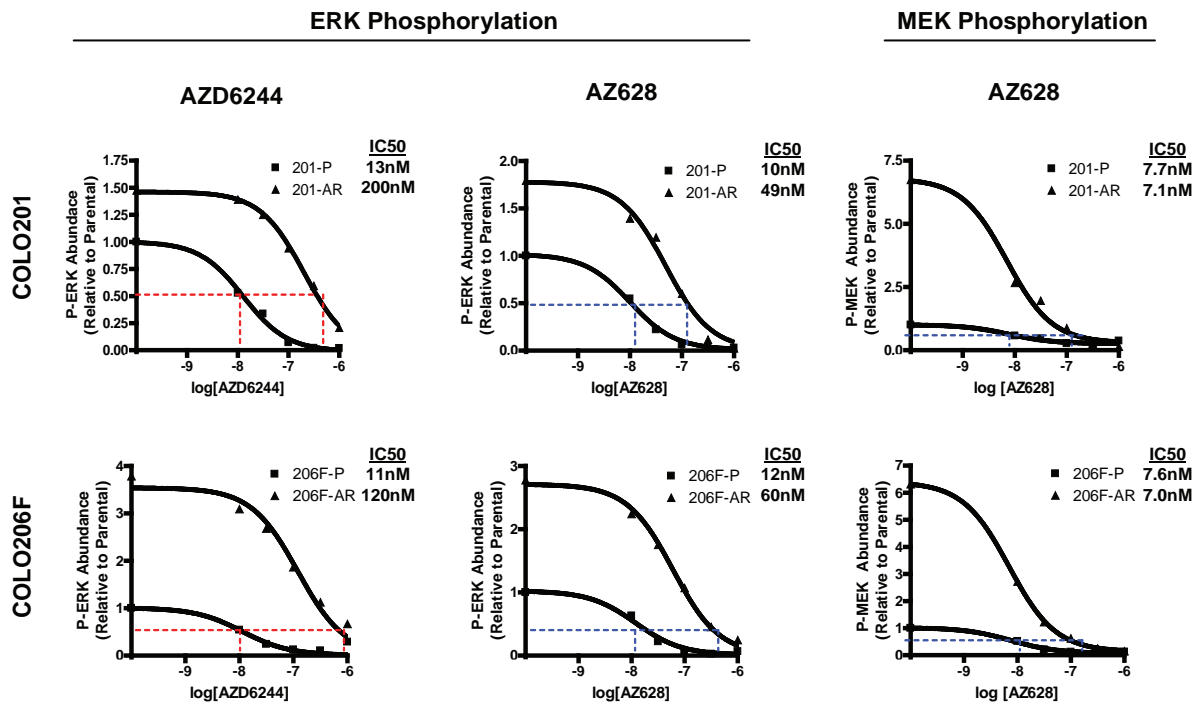 ERK Phosphorylation
MEK Phosphorylation
AZD6244
AZ628
AZ628
COLO201
P-ERK Abundace
(Relative to Parental)
1.75
1.50
1.25
1.00
0.75
0.50
0.25
0.00
-9
-8
-7
-6
log[AZD6244]
IC50
201-P 13nM
201-AR 200nM
P-ERK Abundance
(Relative to Parental)
2.0
1.5
1.0
0.5
0.0
-9
-8
-7
-6
log[AZ628]
IC50
201-P 10nM
201-AR 49nM
P-MEK Abundance
(Relative to Parental)
7.5
5.0
2.5
0.0
-9
-8
-7
-6
log [AZ628]
IC50
201-P 7.7nM
201-AR 7.1nM
COLO206F
P-ERK Abundance
(Relative to Parental)
4
3
2
1
0
-9
-8
-7
-6
log[AZD6244]
IC50
206F-P 11nM
206F-AR 120nM
P-ERK Abundance
(Relative to Parental)
3
2
1
0
-9
-8
-7
-6
log[AZ628]
IC50
206F-P 12nM
206F-AR 60nM
P-MEK Abundance
(Relative to Parental)
7
6
5
4
3
2
1
0
-9
-8
-7
-6
log [AZ628]
IC50
206F-P 7.6nM
206F-AR 7.0nM